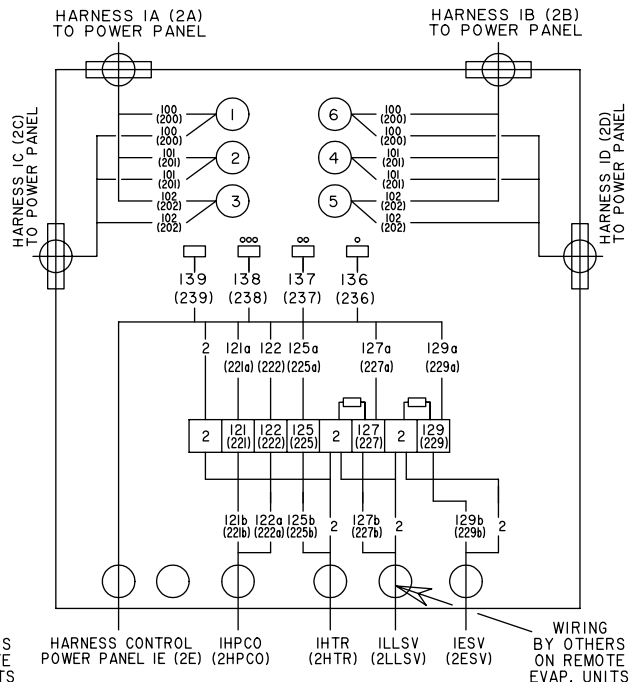 HARNESS 1A (2A)
TO POWER PANEL
HARNESS 1B (2B)
TO POWER PANEL
HARNESS 1C (2C)
TO POWER PANEL
HARNESS 1D (2D)
TO POWER PANEL
100
(200)
1
100
(200)
101
(201)
2
101
(201)
102
(202)
3
102
(202)
6
100
(200)
100
(200)
4
101
(201)
101
(201)
5
102
(202)
102
(202)
139 138 137 136
(239) (238) (237) (236)
2 121a 122 125a 127a 129a
(221a) (222) (225a) (227a) (229a)
2 121 122 125 2 127 2 129
(221) (222) (225) (227) (229)
121b 122a 125b 2 127b 2 129b 2
(221b) (222a) (225b) (227b) (229b)
HARNESS CONTROL
POWER PANEL 1E (2E)
1HPCO
(2HPCO)
1HTR
(2HTR)
1LLSV
(2LLSV)
1ESV
(2ESV)
WIRING
BY OTHERS
ON REMOTE
EVAP. UNITS
S
E
TS